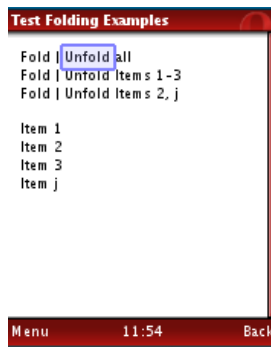 Test Folding Examples
Fold | Unfold all
Fold | Unfold Items 1-3
Fold | Unfold Items 2, j
Item 1
Item 2
Item 3
Item j
Menu 11:54 Back